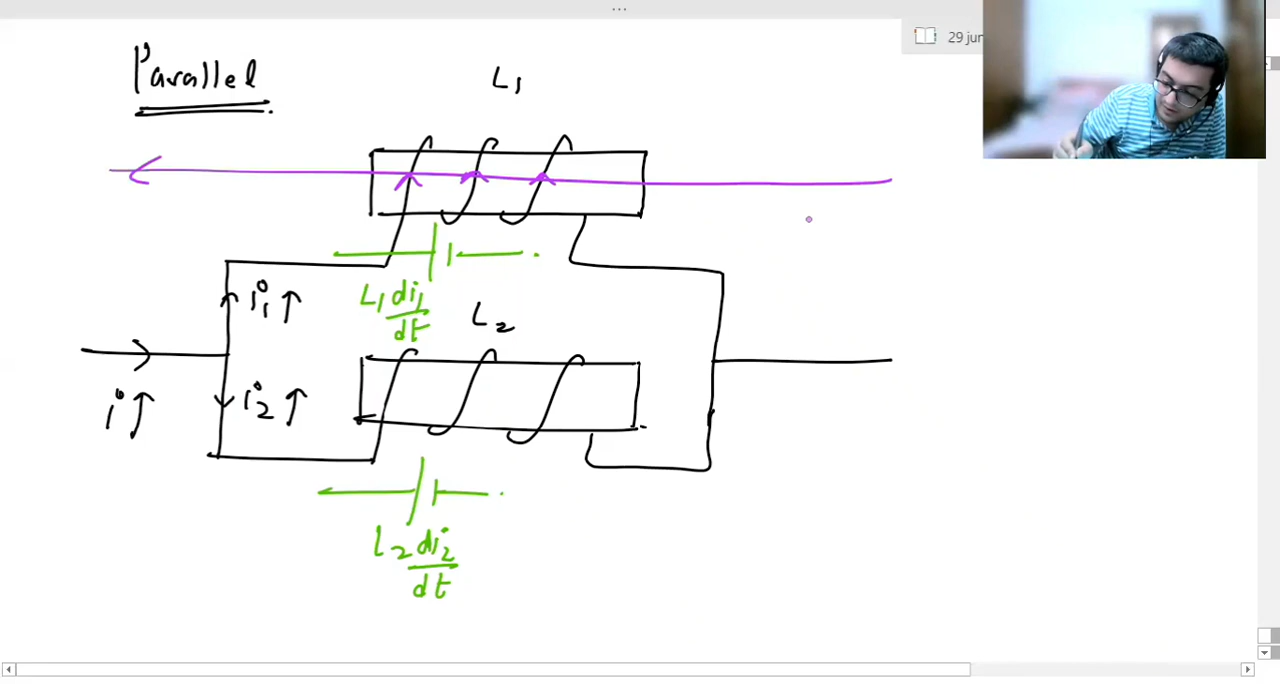 ...
29 jun
Parallel
L₁
i₁↑
L₁ di₁/dt
L₂
i↑
i₂↑
L₂ di₂/dt